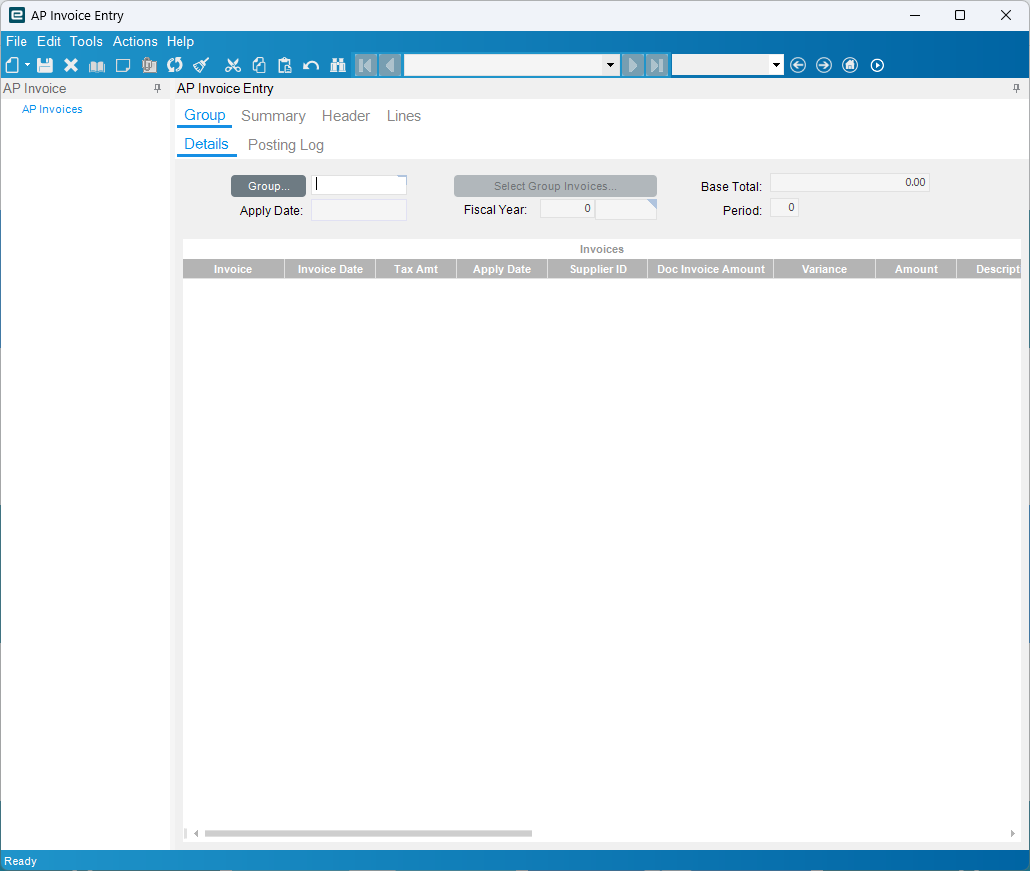 AP Invoice Entry
File Edit Tools Actions Help
AP Invoice
AP Invoices
AP Invoice Entry
Group Summary Header Lines
Details Posting Log
Group... Select Group Invoices... Base Total: 0.00
Apply Date: Fiscal Year: 0 Period: 0
Invoices
Invoice Invoice Date Tax Amt Apply Date Supplier ID Doc Invoice Amount Variance Amount Descript
Ready